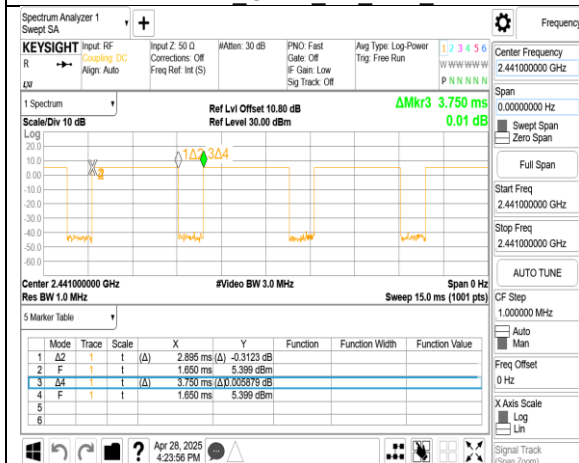 Spectrum Analyzer 1
Swept SA
+
Frequency
KEYSIGHT
R
Input: RF
Coupling: DC
Align: Auto
Input Z: 50 Ω
Corrections: Off
Freq Ref: Int (S)
#Atten: 30 dB
PNO: Fast
Gate: Off
IF Gain: Low
Sig Track: Off
Avg Type: Log-Power
Trig: Free Run
1 2 3 4 5 6
W W W W W W
P N N N N N
LXI
Center Frequency
2.441000000 GHz
Span
0.00000000 Hz
Swept Span
Zero Span
Full Span
Start Freq
2.441000000 GHz
Stop Freq
2.441000000 GHz
AUTO TUNE
CF Step
1.000000 MHz
Auto
Man
Freq Offset
0 Hz
X Axis Scale
Log
Lin
Signal Track
(Span Zoom)
1 Spectrum
Scale/Div 10 dB
Ref Lvl Offset 10.80 dB
Ref Level 30.00 dBm
ΔMkr3 3.750 ms
0.01 dB
Log
20.0
10.0
0.00
-10.0
-20.0
-30.0
-40.0
-50.0
-60.0
1Δ2
3Δ4
Center 2.441000000 GHz
Res BW 1.0 MHz
#Video BW 3.0 MHz
Span 0 Hz
Sweep 15.0 ms (1001 pts)
5 Marker Table
Mode Trace Scale X Y Function Function Width Function Value
1 Δ2 1 t (Δ) 2.895 ms (Δ) -0.3123 dB
2 F 1 t 1.650 ms 5.399 dBm
3 Δ4 1 t (Δ) 3.750 ms (Δ) 0.005879 dB
4 F 1 t 1.650 ms 5.399 dBm
5
6
?
Apr 28, 2025
4:23:56 PM